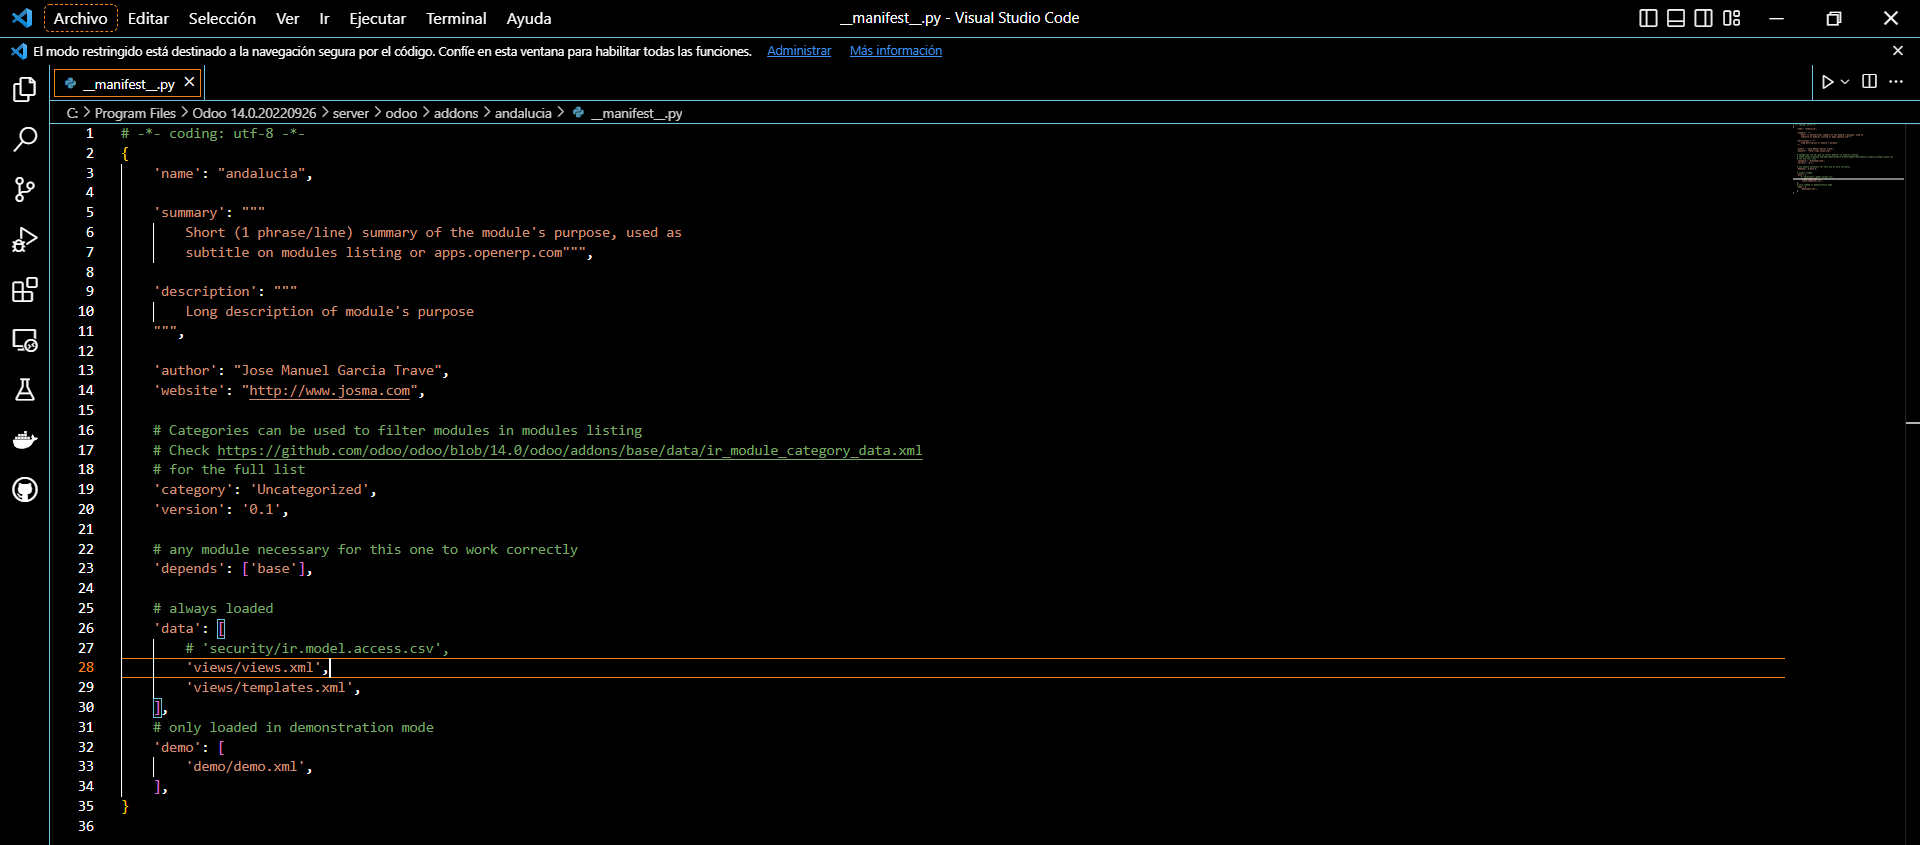 Archivo Editar Selección Ver Ir Ejecutar Terminal Ayuda __manifest__.py - Visual Studio Code
El modo restringido está destinado a la navegación segura por el código. Confíe en esta ventana para habilitar todas las funciones. Administrar Más información
__manifest__.py
C: > Program Files > Odoo 14.0.20220926 > server > odoo > addons > andalucia > __manifest__.py
1 # -*- coding: utf-8 -*-
2 {
3 'name': "andalucia",
4
5 'summary': """
6 Short (1 phrase/line) summary of the module's purpose, used as
7 subtitle on modules listing or apps.openerp.com""",
8
9 'description': """
10 Long description of module's purpose
11 """,
12
13 'author': "Jose Manuel Garcia Trave",
14 'website': "http://www.josma.com",
15
16 # Categories can be used to filter modules in modules listing
17 # Check https://github.com/odoo/odoo/blob/14.0/odoo/addons/base/data/ir_module_category_data.xml
18 # for the full list
19 'category': 'Uncategorized',
20 'version': '0.1',
21
22 # any module necessary for this one to work correctly
23 'depends': ['base'],
24
25 # always loaded
26 'data': [
27 # 'security/ir.model.access.csv',
28 'views/views.xml',
29 'views/templates.xml',
30 ],
31 # only loaded in demonstration mode
32 'demo': [
33 'demo/demo.xml',
34 ],
35 }
36